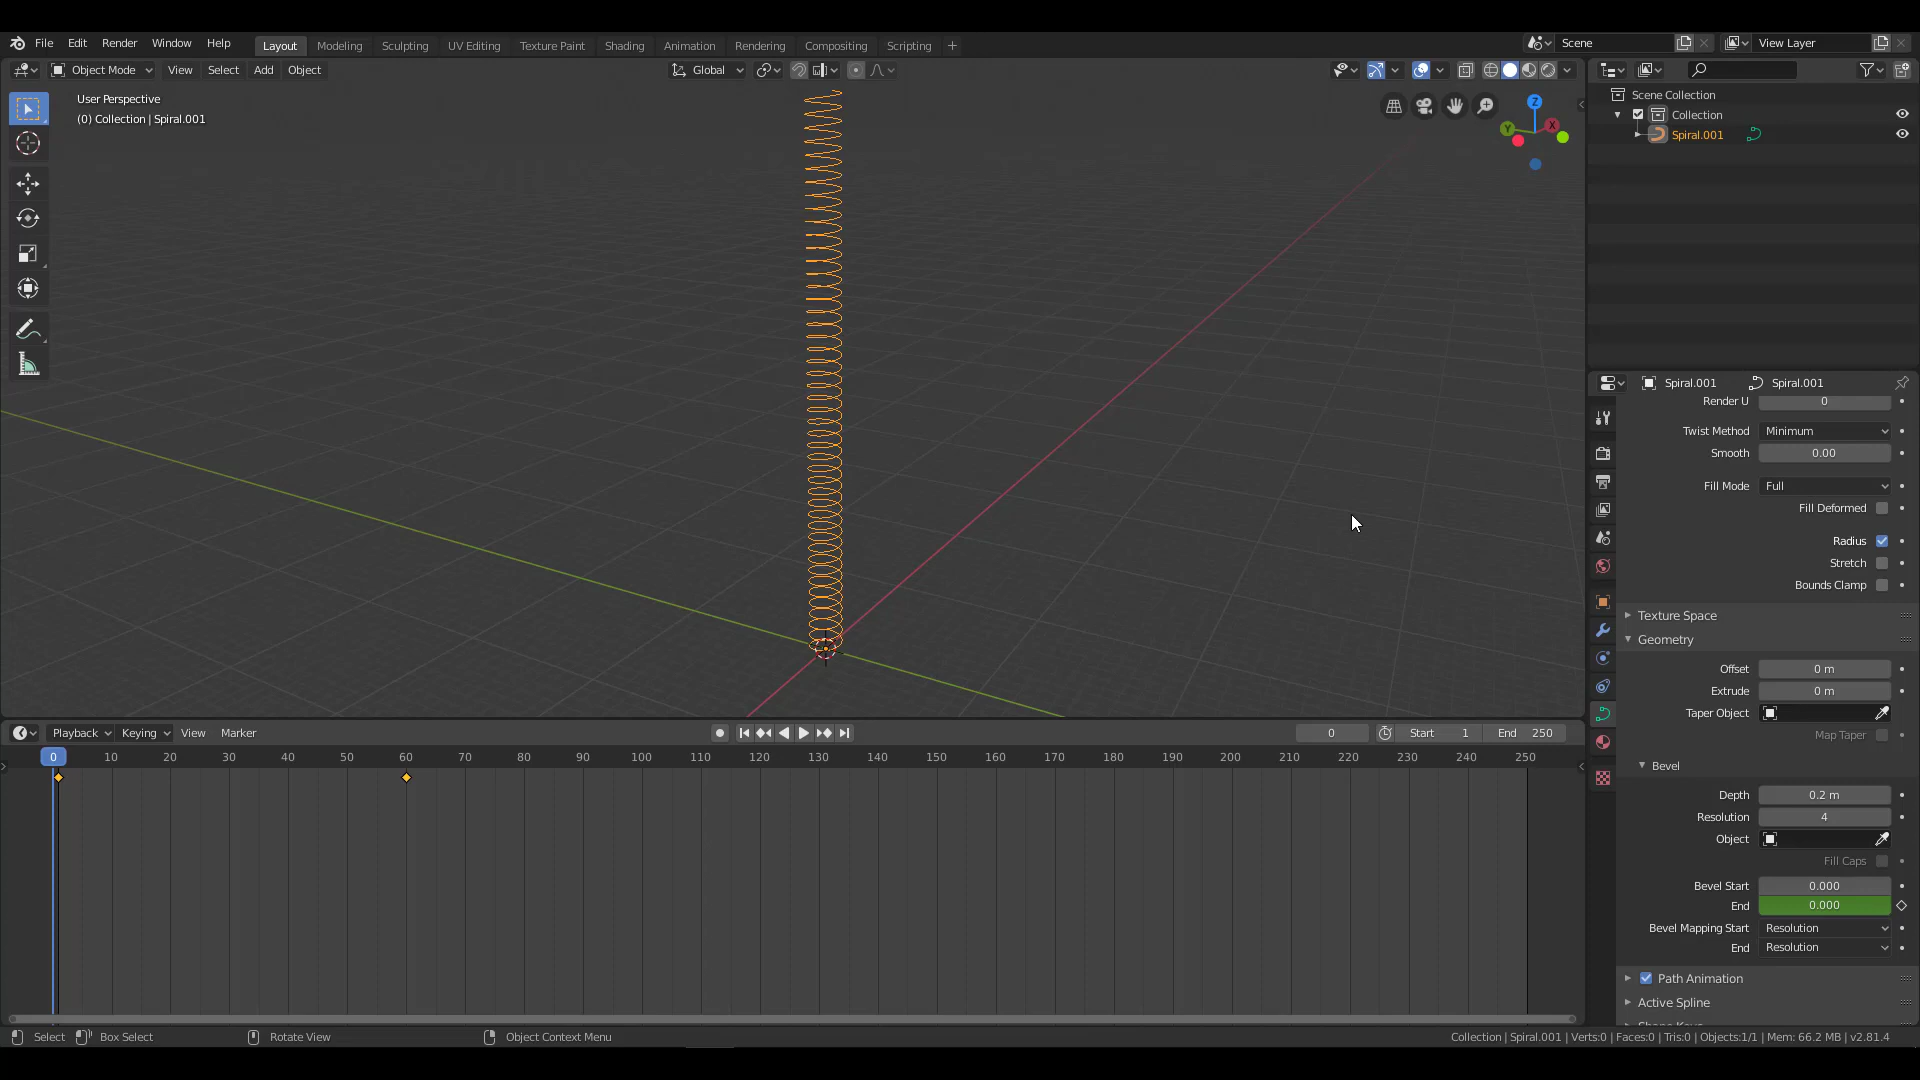 File Edit Render Window Help Layout Modeling Sculpting UV Editing Texture Paint Shading Animation Rendering Compositing Scripting + Scene View Layer
Object Mode View Select Add Object Global
User Perspective
(0) Collection | Spiral.001
Z
Y
X
Scene Collection
Collection
Spiral.001
Spiral.001 Spiral.001
Render U 0
Twist Method Minimum
Smooth 0.00
Fill Mode Full
Fill Deformed
Radius
Stretch
Bounds Clamp
Texture Space
Geometry
Offset 0 m
Extrude 0 m
Taper Object
Map Taper
Bevel
Depth 0.2 m
Resolution 4
Object
Fill Caps
Bevel Start 0.000
End 0.000
Bevel Mapping Start Resolution
End Resolution
Path Animation
Active Spline
Playback Keying View Marker 0 Start 1 End 250
0 10 20 30 40 50 60 70 80 90 100 110 120 130 140 150 160 170 180 190 200 210 220 230 240 250
Select Box Select Rotate View Object Context Menu Collection | Spiral.001 | Verts:0 | Faces:0 | Tris:0 | Objects:1/1 | Mem: 66.2 MB | v2.81.4